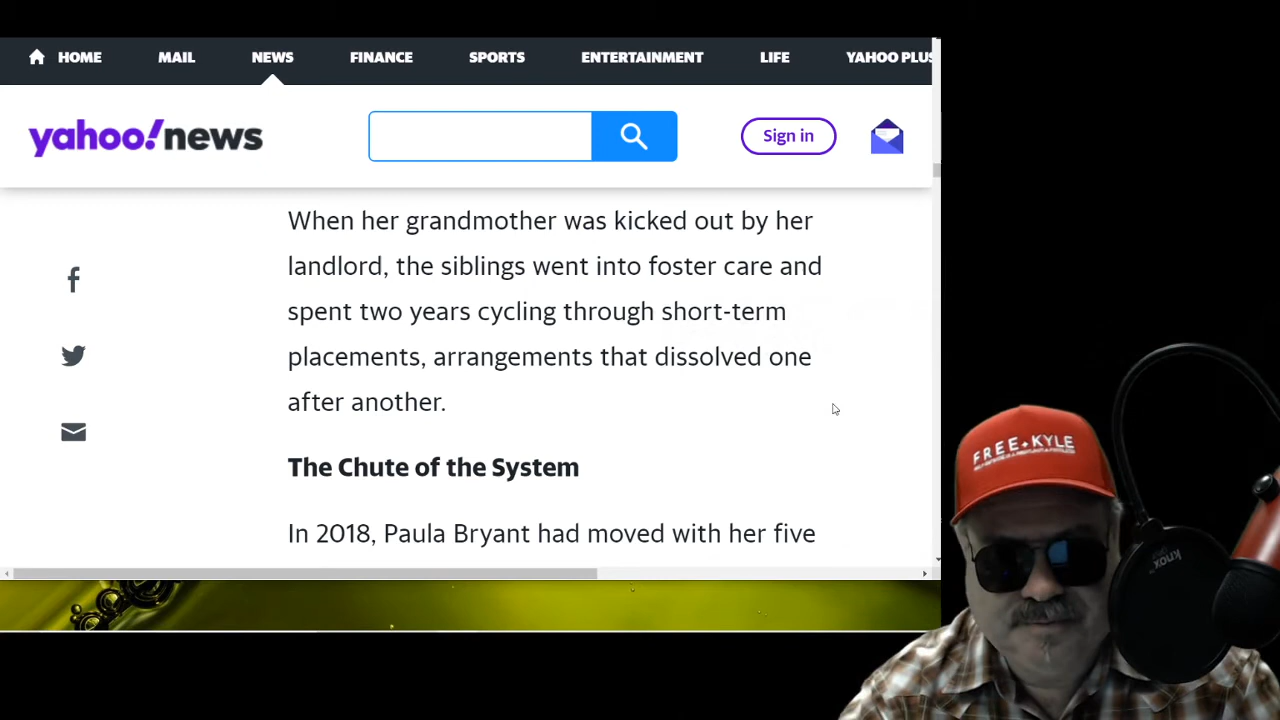 HOME MAIL NEWS FINANCE SPORTS ENTERTAINMENT LIFE YAHOO PLUS
yahoo!news Sign in
When her grandmother was kicked out by her
landlord, the siblings went into foster care and
spent two years cycling through short-term
placements, arrangements that dissolved one
after another.
The Chute of the System
In 2018, Paula Bryant had moved with her five
FREE KYLE
knox